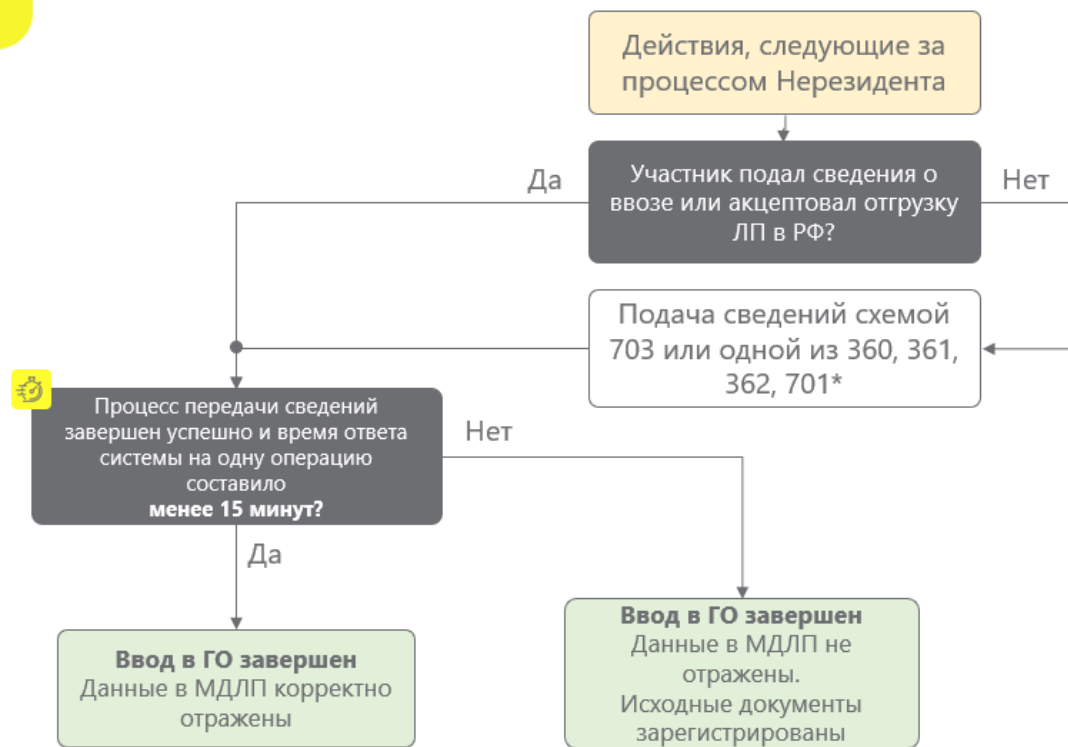 Действия, следующие за
процессом Нерезидента
Да
Участник подал сведения о
ввозе или акцептовал отгрузку
ЛП в РФ?
Нет
Подача сведений схемой
703 или одной из 360, 361,
362, 701*
Процесс передачи сведений
завершен успешно и время ответа
системы на одну операцию
составило
менее 15 минут?
Нет
Да
Ввод в ГО завершен
Данные в МДЛП корректно
отражены
Ввод в ГО завершен
Данные в МДЛП не
отражены.
Исходные документы
зарегистрированы